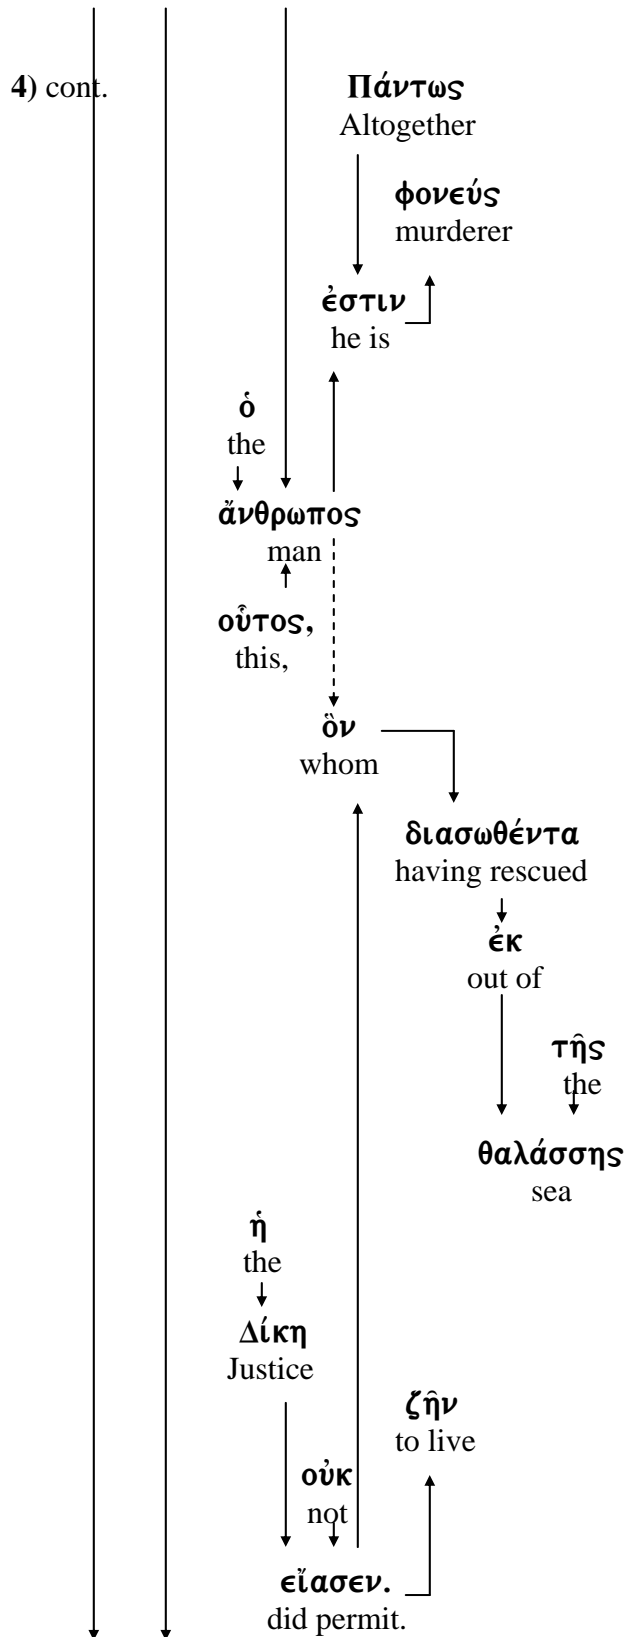 4) cont.
Πάντως
Altogether
φονεύς
murderer
ἐστιν
he is
ὁ
the
ἄνθρωπος
man
οὗτος,
this,
ὃν
whom
διασωθέντα
having rescued
ἐκ
out of
τῆς
the
θαλάσσης
sea
ἡ
the
Δίκη
Justice
ζῆν
to live
οὐκ
not
εἴασεν.
did permit.